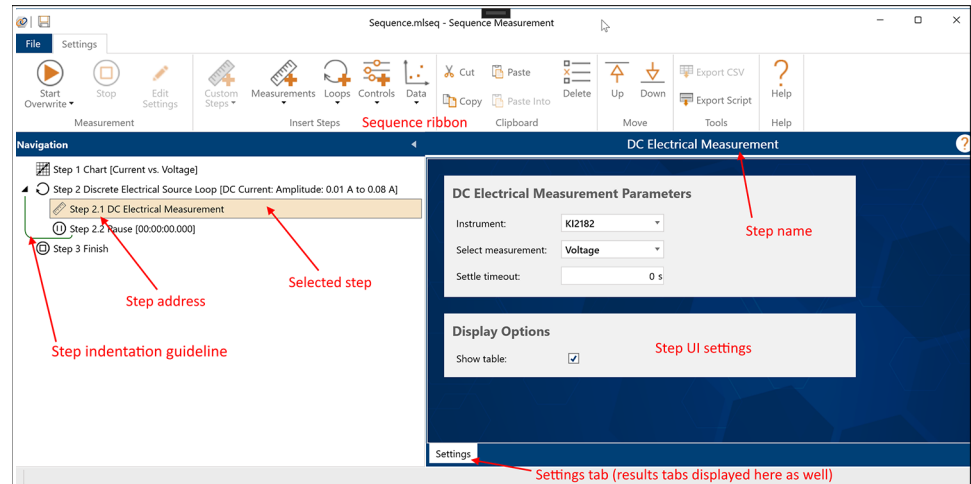 Sequence.mlseq - Sequence Measurement
File Settings
Start Overwrite
Stop
Edit Settings
Measurement
Custom Steps
Measurements
Loops
Controls
Data
Insert Steps
Sequence ribbon
Cut
Paste
Copy
Paste Into
Delete
Clipboard
Up
Down
Move
Export CSV
Export Script
Tools
Help
Help
Navigation
DC Electrical Measurement
?
Step 1 Chart [Current vs. Voltage]
Step 2 Discrete Electrical Source Loop [DC Current: Amplitude: 0.01 A to 0.08 A]
Step 2.1 DC Electrical Measurement
Step 2.2 Pause [00:00:00.000]
Step 3 Finish
Selected step
Step address
Step indentation guideline
DC Electrical Measurement Parameters
Instrument: KI2182
Select measurement: Voltage
Settle timeout: 0 s
Step name
Display Options
Show table:
Step UI settings
Settings
Settings tab (results tabs displayed here as well)